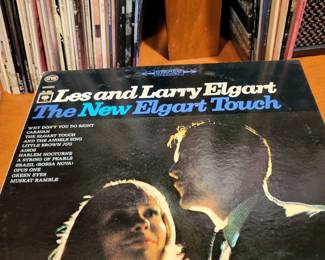 Les and Larry Elgart
The New Elgart Touch
WHY DON'T YOU DO RIGHT
CARAVAN
THE ELGART TOUCH
AND THE ANGELS SING
LITTLE BROWN JUG
ADIOS
HARLEM NOCTURNE
A STRING OF PEARLS
BRAZIL (BOSSA NOVA)
OPUS ONE
GREEN EYES
MUSKRAT RAMBLE